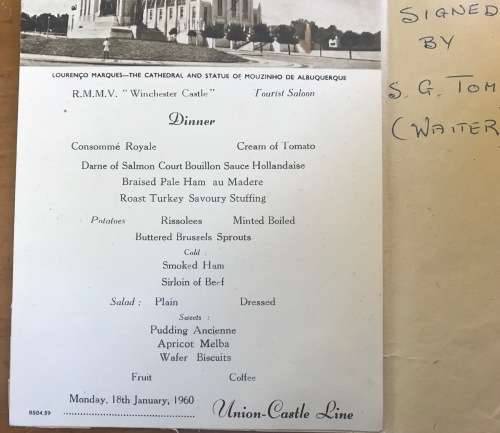 LOURENÇO MARQUES—THE CATHEDRAL AND STATUE OF MOUZINHO DE ALBUQUERQUE
R.M.M.V. "Winchester Castle" Tourist Saloon
Dinner
Consommé Royale Cream of Tomato
Darne of Salmon Court Bouillon Sauce Hollandaise
Braised Pale Ham au Madere
Roast Turkey Savoury Stuffing
Potatoes Rissolees Minted Boiled
Buttered Brussels Sprouts
Cold :
Smoked Ham
Sirloin of Beef
Salad : Plain Dressed
Sweets :
Pudding Ancienne
Apricot Melba
Wafer Biscuits
Fruit Coffee
Monday, 18th January, 1960
8504.59
Union-Castle Line
SIGNED
BY
S. G. TOM
(WAITER